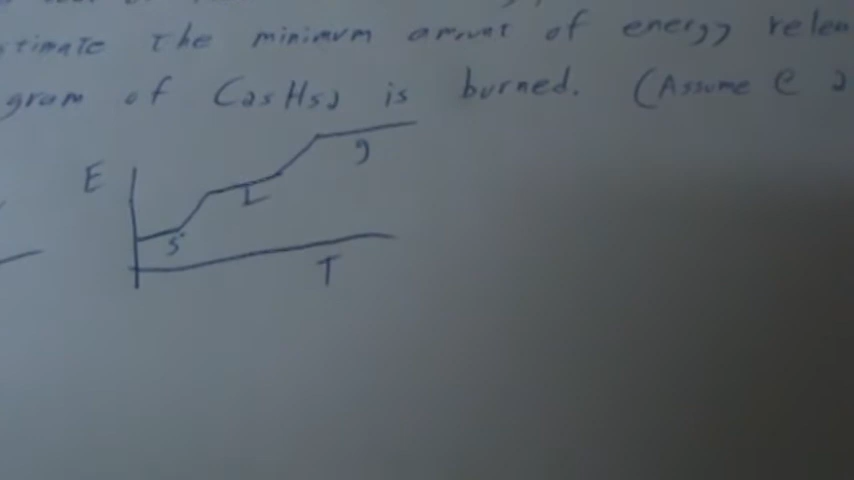 timate The minimum amount of energy relea
gram of C25H52 is burned. (Assume
E
g
L
S
T